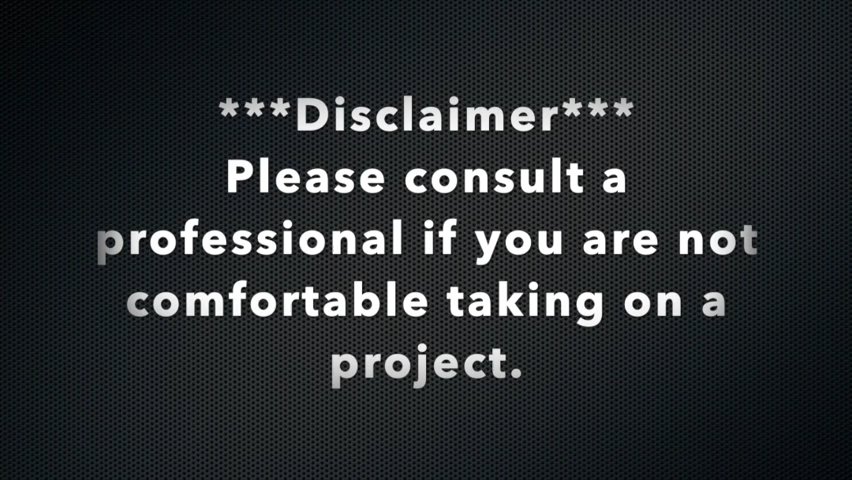 ***Disclaimer***
Please consult a
professional if you are not
comfortable taking on a
project.